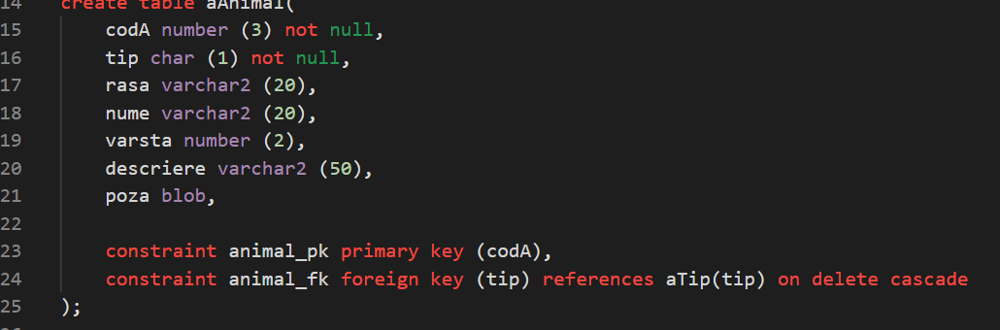 14 create table aAnimal(
15 codA number (3) not null,
16 tip char (1) not null,
17 rasa varchar2 (20),
18 nume varchar2 (20),
19 varsta number (2),
20 descriere varchar2 (50),
21 poza blob,
22
23 constraint animal_pk primary key (codA),
24 constraint animal_fk foreign key (tip) references aTip(tip) on delete cascade
25 );
26